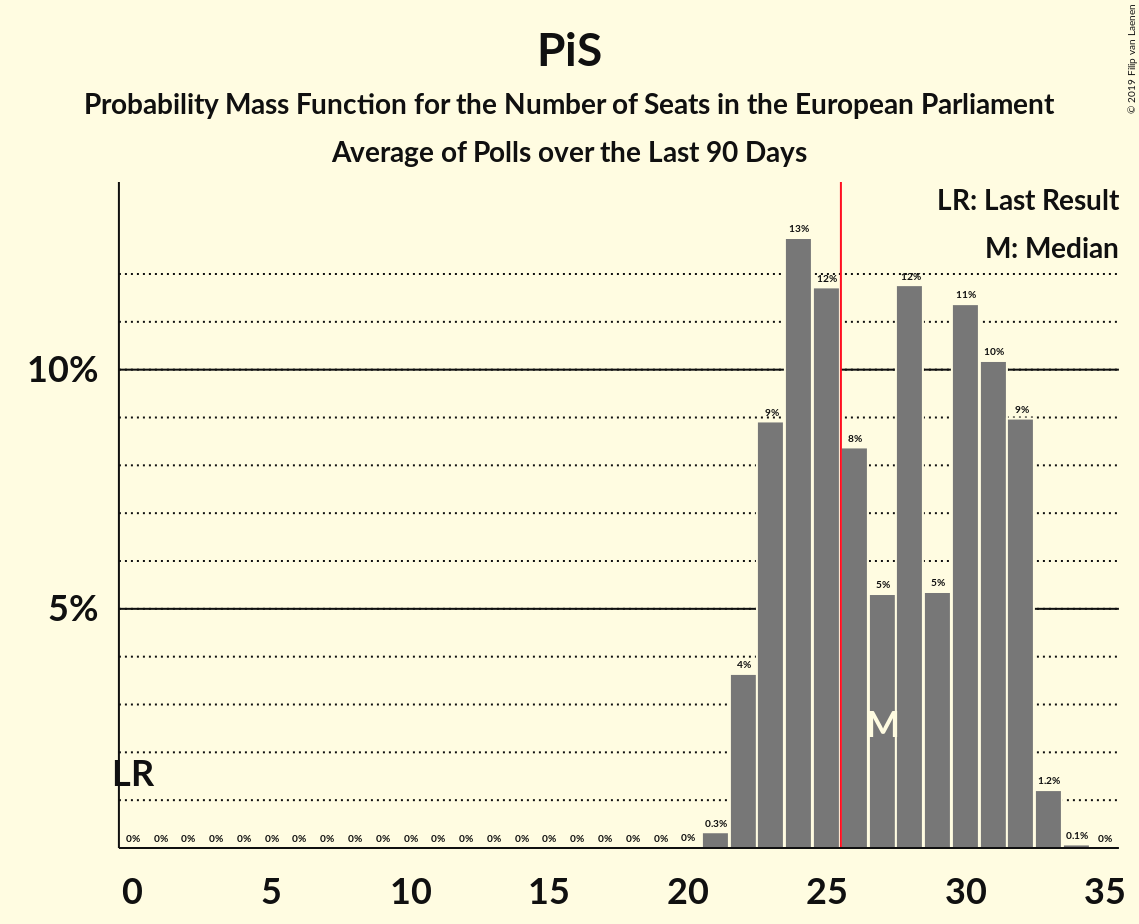 PiS
Probability Mass Function for the Number of Seats in the European Parliament
Average of Polls over the Last 90 Days
© 2019 Filip van Laenen
LR: Last Result
M: Median
13%
12%
12%
11%
10%
10%
9%
9%
8%
5%
5%
5%
4%
M
LR
1.2%
0.3%
0% 0% 0% 0% 0% 0% 0% 0% 0% 0% 0% 0% 0% 0% 0% 0% 0% 0% 0% 0% 0% 0.1% 0%
0 5 10 15 20 25 30 35